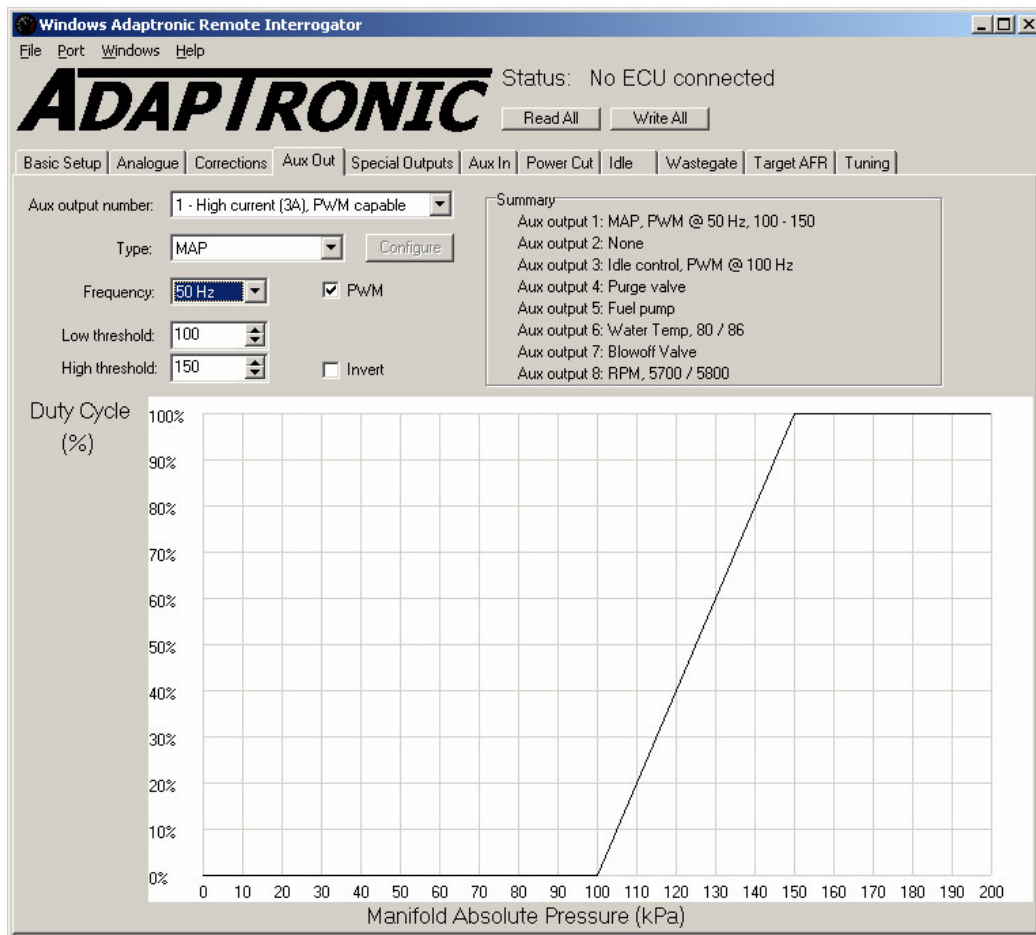 Windows Adaptronic Remote Interrogator
File Port Windows Help
ADAPTRONIC
Status: No ECU connected
Read All Write All
Basic Setup Analogue Corrections Aux Out Special Outputs Aux In Power Cut Idle Wastegate Target AFR Tuning
Aux output number: 1 - High current (3A), PWM capable
Type: MAP Configure
Frequency: 50 Hz PWM
Low threshold: 100
High threshold: 150 Invert
Summary
Aux output 1: MAP, PWM @ 50 Hz, 100 - 150
Aux output 2: None
Aux output 3: Idle control, PWM @ 100 Hz
Aux output 4: Purge valve
Aux output 5: Fuel pump
Aux output 6: Water Temp, 80 / 86
Aux output 7: Blowoff Valve
Aux output 8: RPM, 5700 / 5800
Duty Cycle
(%)
100%
90%
80%
70%
60%
50%
40%
30%
20%
10%
0%
0 10 20 30 40 50 60 70 80 90 100 110 120 130 140 150 160 170 180 190 200
Manifold Absolute Pressure (kPa)